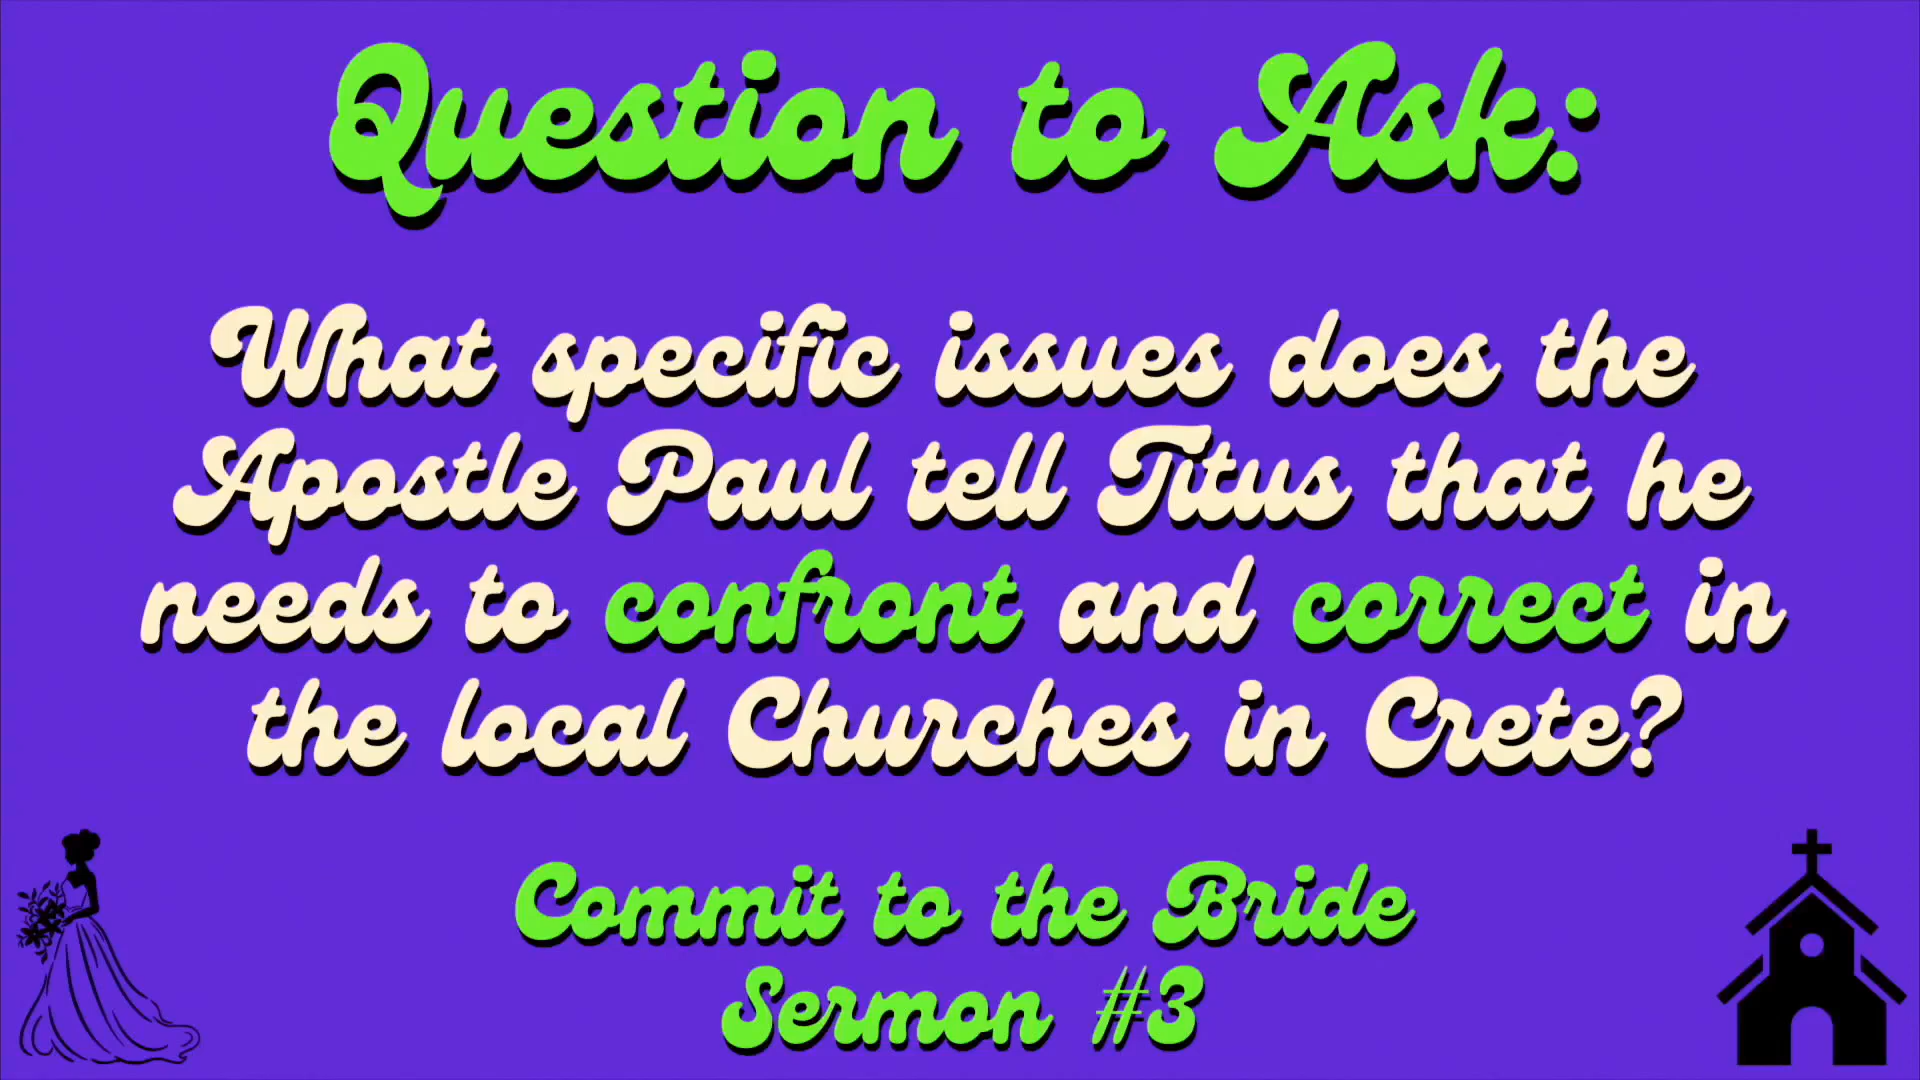 Question to Ask:
What specific issues does the
Apostle Paul tell Titus that he
needs to confront and correct in
the local Churches in Crete?
Commit to the Bride
Sermon #3